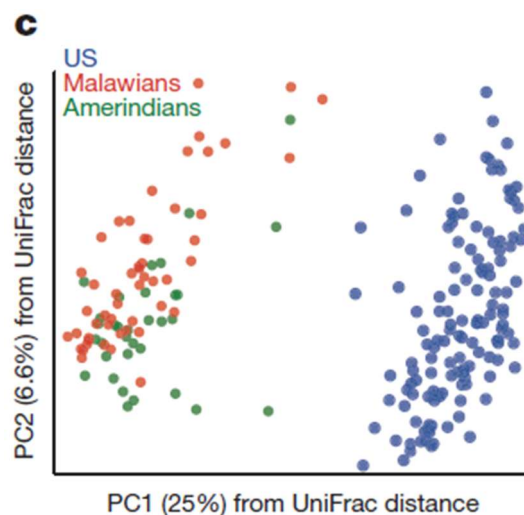 c
US
Malawians
Amerindians
PC2 (6.6%) from UniFrac distance
PC1 (25%) from UniFrac distance